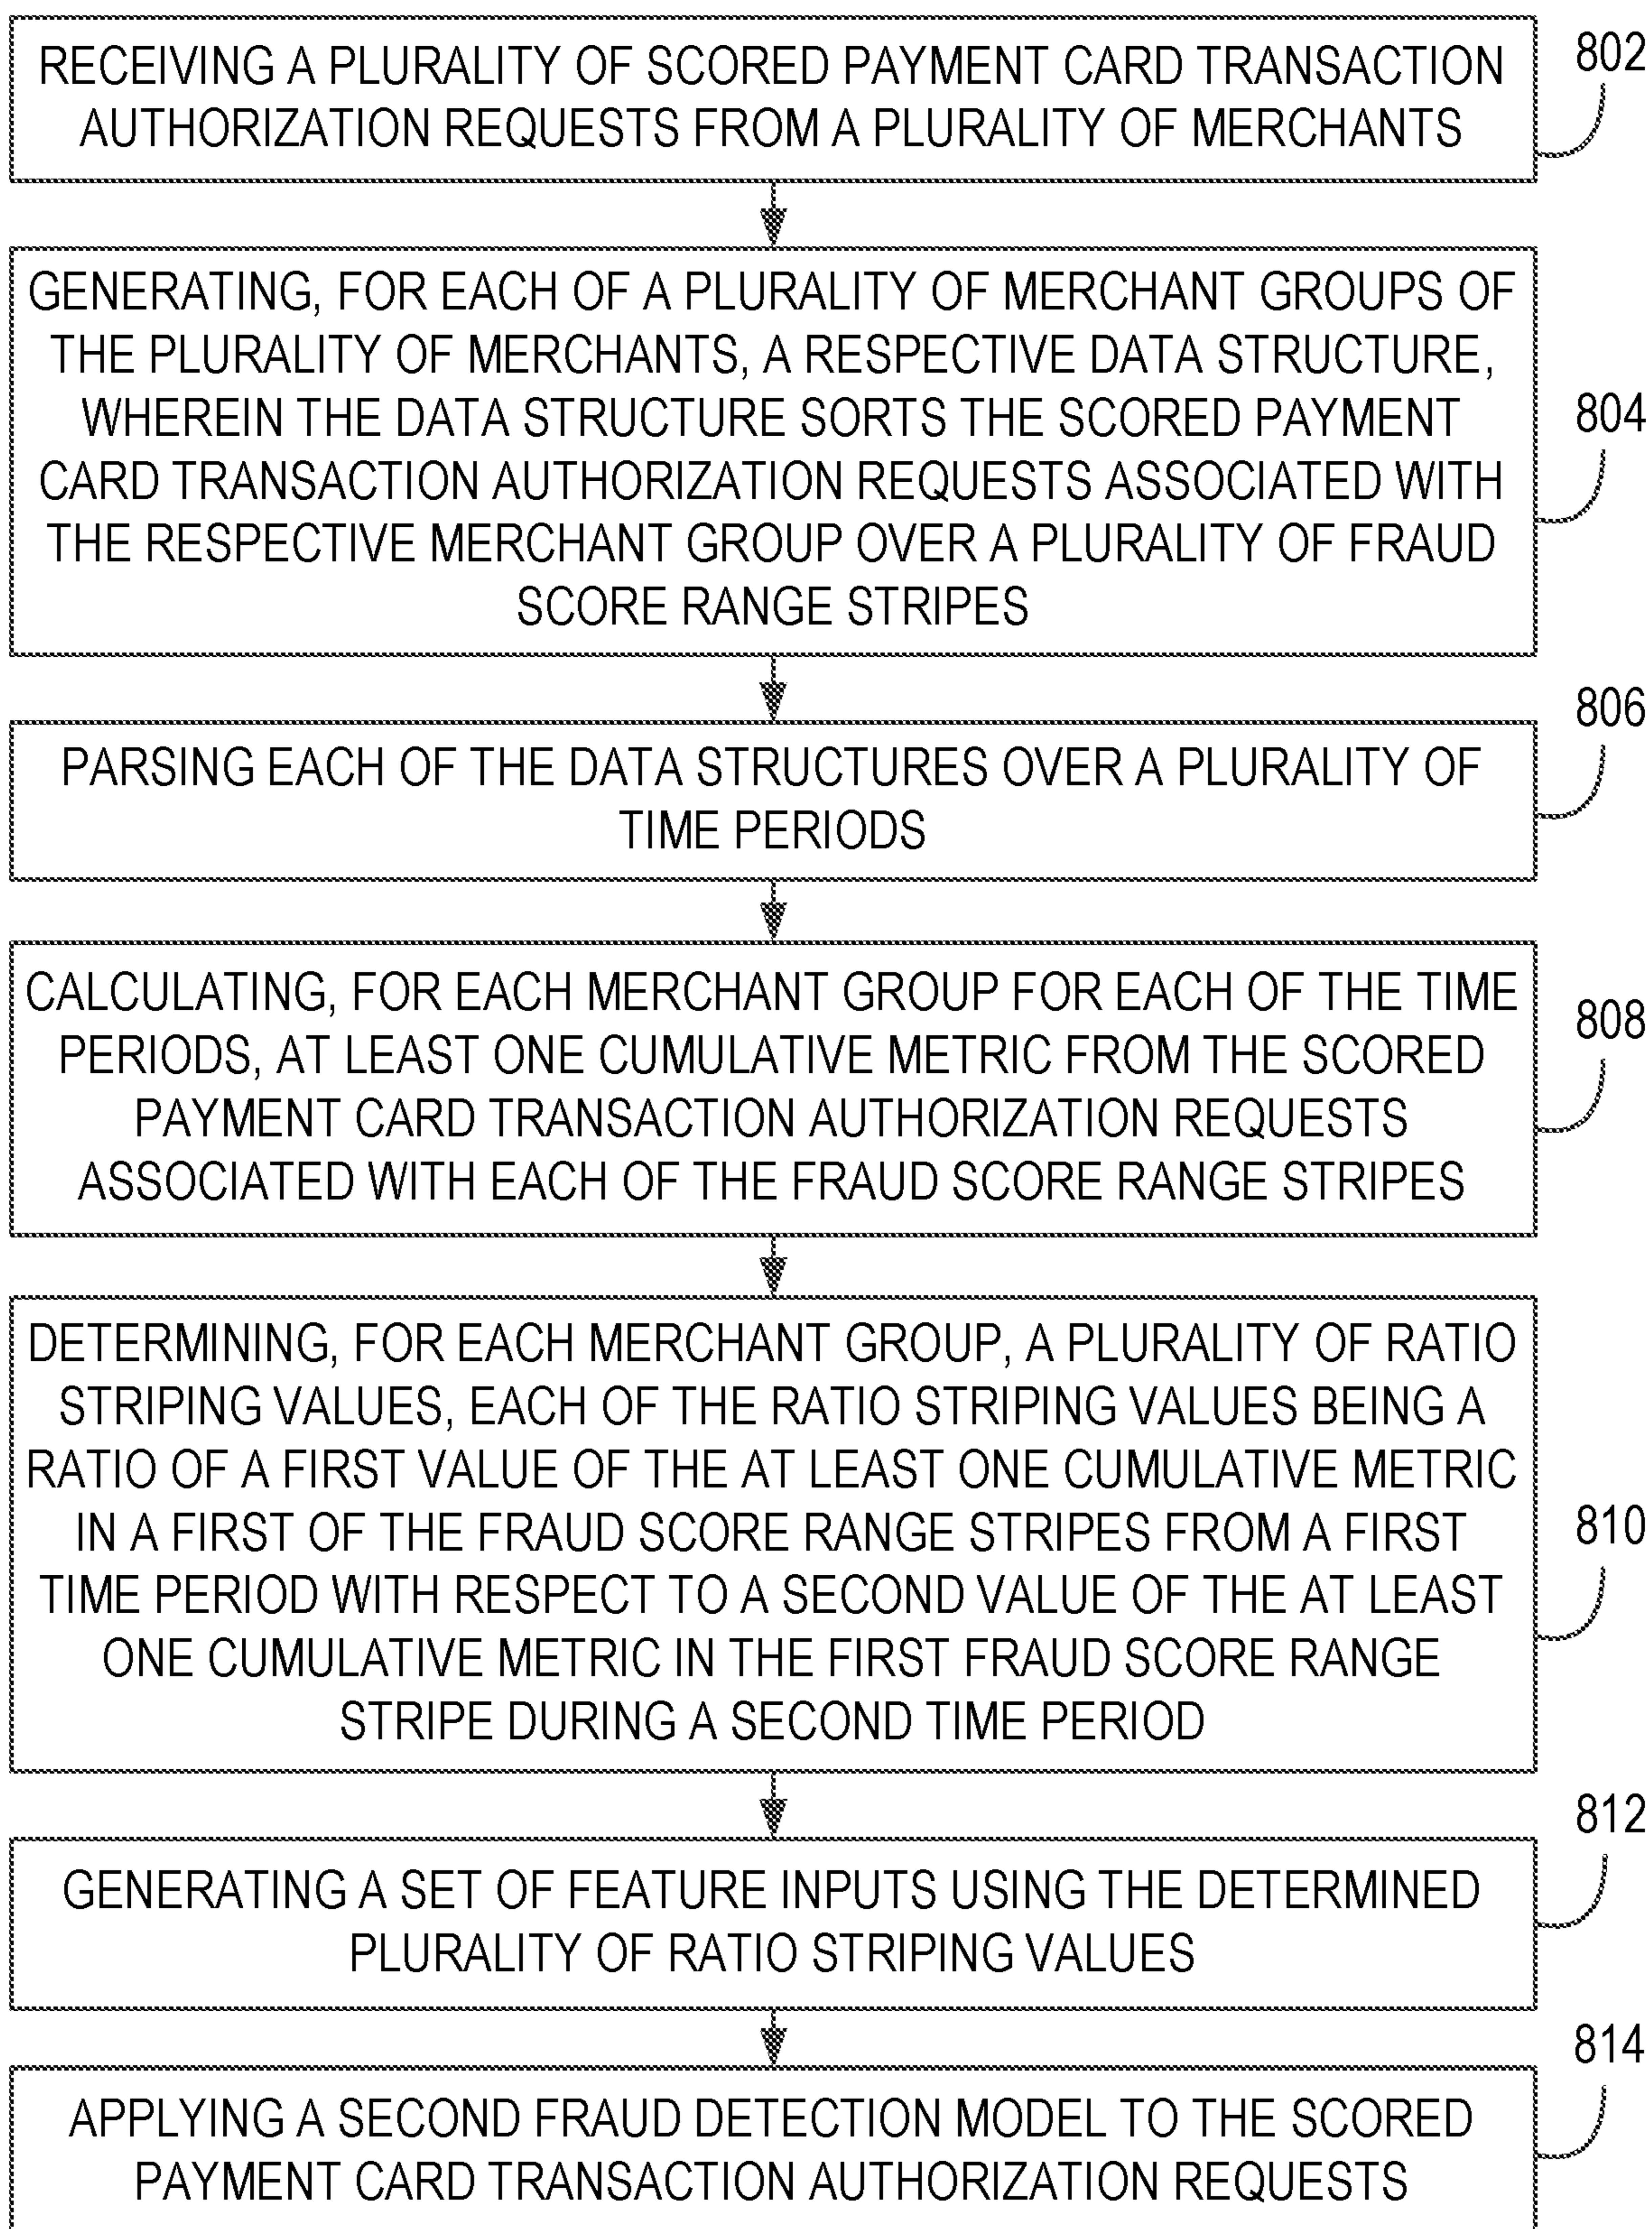 RECEIVING A PLURALITY OF SCORED PAYMENT CARD TRANSACTION
AUTHORIZATION REQUESTS FROM A PLURALITY OF MERCHANTS
802
GENERATING, FOR EACH OF A PLURALITY OF MERCHANT GROUPS OF
THE PLURALITY OF MERCHANTS, A RESPECTIVE DATA STRUCTURE,
WHEREIN THE DATA STRUCTURE SORTS THE SCORED PAYMENT
CARD TRANSACTION AUTHORIZATION REQUESTS ASSOCIATED WITH
THE RESPECTIVE MERCHANT GROUP OVER A PLURALITY OF FRAUD
SCORE RANGE STRIPES
804
PARSING EACH OF THE DATA STRUCTURES OVER A PLURALITY OF
TIME PERIODS
806
CALCULATING, FOR EACH MERCHANT GROUP FOR EACH OF THE TIME
PERIODS, AT LEAST ONE CUMULATIVE METRIC FROM THE SCORED
PAYMENT CARD TRANSACTION AUTHORIZATION REQUESTS
ASSOCIATED WITH EACH OF THE FRAUD SCORE RANGE STRIPES
808
DETERMINING, FOR EACH MERCHANT GROUP, A PLURALITY OF RATIO
STRIPING VALUES, EACH OF THE RATIO STRIPING VALUES BEING A
RATIO OF A FIRST VALUE OF THE AT LEAST ONE CUMULATIVE METRIC
IN A FIRST OF THE FRAUD SCORE RANGE STRIPES FROM A FIRST
TIME PERIOD WITH RESPECT TO A SECOND VALUE OF THE AT LEAST
ONE CUMULATIVE METRIC IN THE FIRST FRAUD SCORE RANGE
STRIPE DURING A SECOND TIME PERIOD
810
GENERATING A SET OF FEATURE INPUTS USING THE DETERMINED
PLURALITY OF RATIO STRIPING VALUES
812
APPLYING A SECOND FRAUD DETECTION MODEL TO THE SCORED
PAYMENT CARD TRANSACTION AUTHORIZATION REQUESTS
814